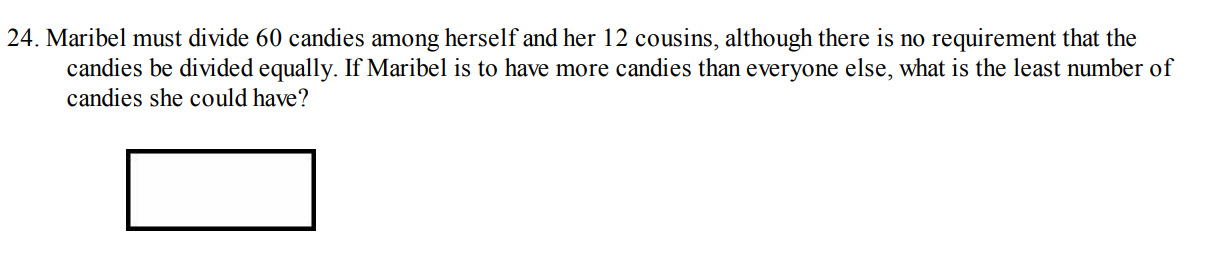 24. Maribel must divide 60 candies among herself and her 12 cousins, although there is no requirement that the
candies be divided equally. If Maribel is to have more candies than everyone else, what is the least number of
candies she could have?